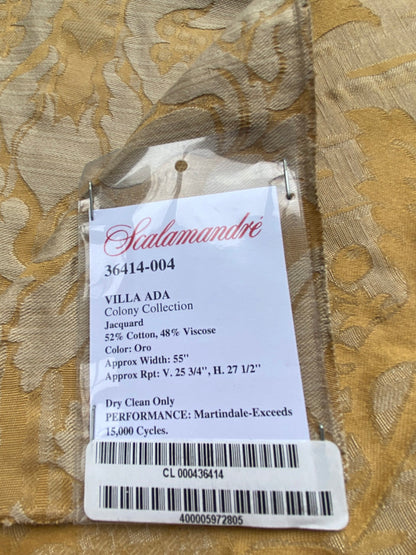 Scalamandré
36414-004
VILLA ADA
Colony Collection
Jacquard
52% Cotton, 48% Viscose
Color: Oro
Approx Width: 55"
Approx Rpt: V. 25 3/4", H. 27 1/2"
Dry Clean Only
PERFORMANCE: Martindale-Exceeds
15,000 Cycles.
CL 000436414
400005972805